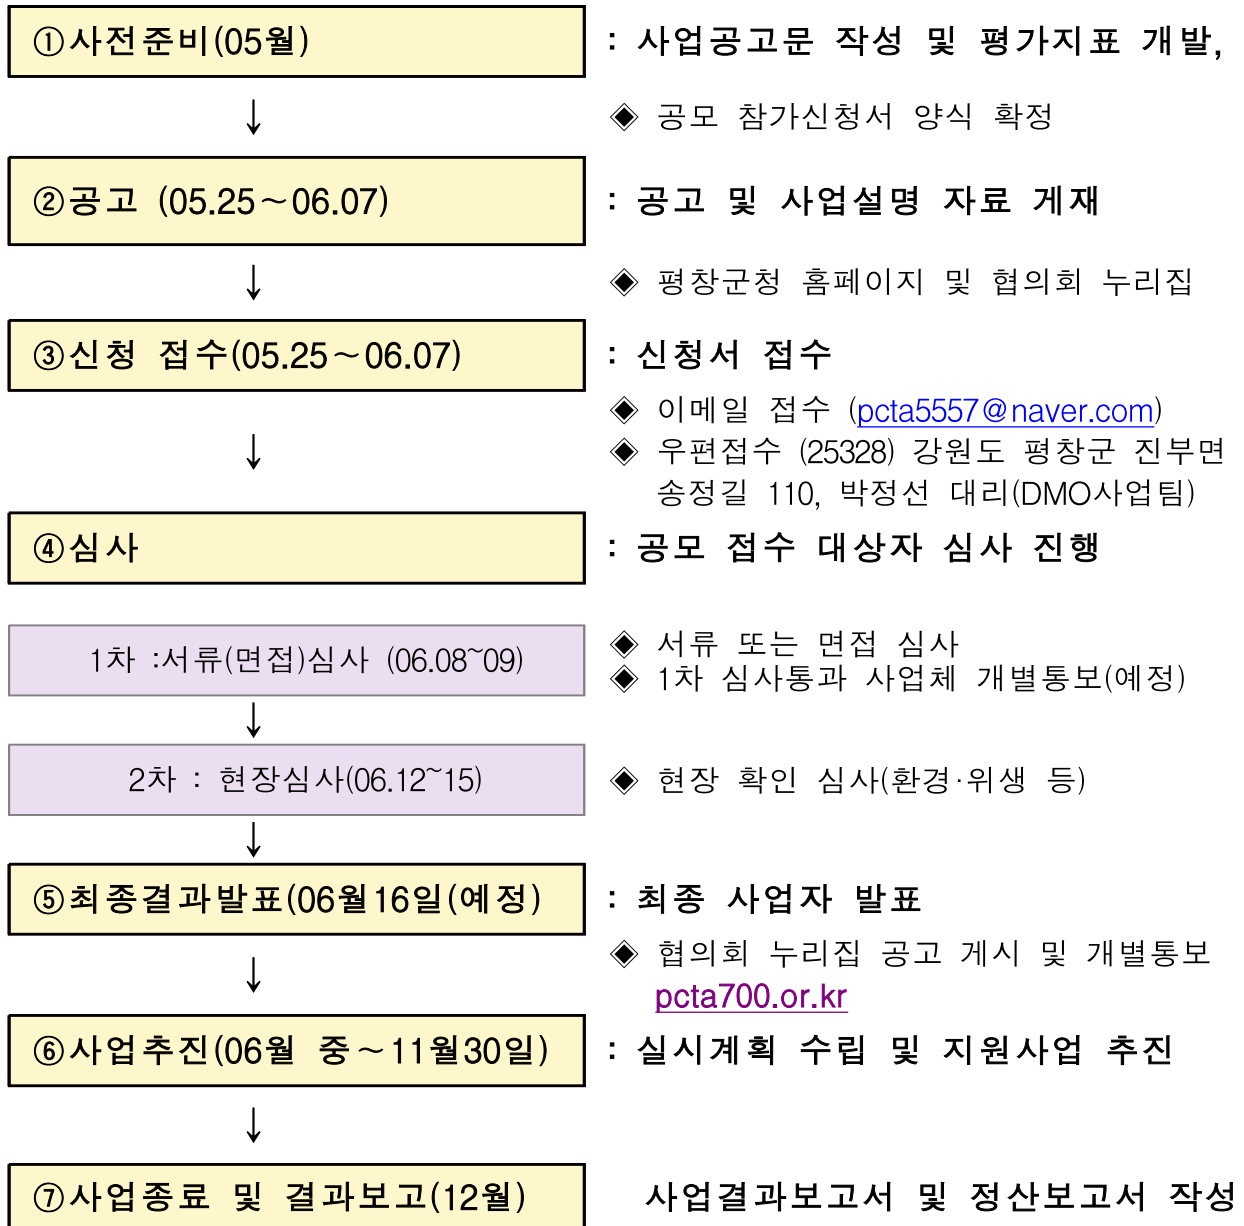 ①사전준비(05월) : 사업공고문 작성 및 평가지표 개발,
↓ ◈ 공모 참가신청서 양식 확정
②공고 (05.25～06.07) : 공고 및 사업설명 자료 게재
↓ ◈ 평창군청 홈페이지 및 협의회 누리집
③신청 접수(05.25～06.07) : 신청서 접수
◈ 이메일 접수 (pcta5557@naver.com)
↓ ◈ 우편접수 (25328) 강원도 평창군 진부면
송정길 110, 박정선 대리(DMO사업팀)
④심사 : 공모 접수 대상자 심사 진행
◈ 서류 또는 면접 심사
1차 :서류(면접)심사 (06.08~09)
◈ 1차 심사통과 사업체 개별통보(예정)
↓
2차 : 현장심사(06.12~15) ◈ 현장 확인 심사(환경·위생 등)
↓
⑤최종결과발표(06월16일(예정) : 최종 사업자 발표
↓ ◈ 협의회 누리집 공고 게시 및 개별통보
pcta700.or.kr
⑥사업추진(06월 중～11월30일) : 실시계획 수립 및 지원사업 추진
↓
⑦사업종료 및 결과보고(12월) 사업결과보고서 및 정산보고서 작성